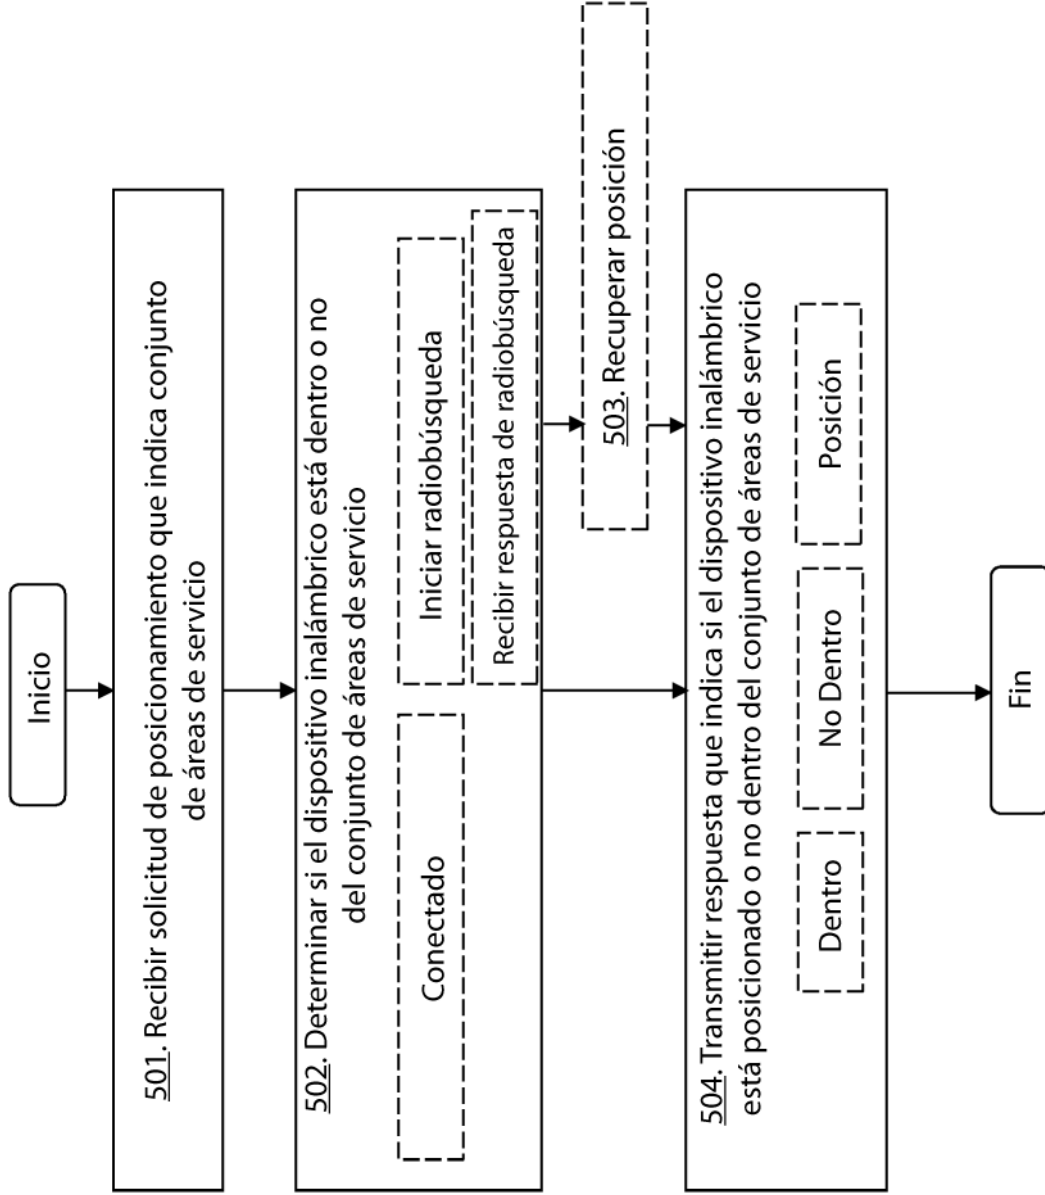 Inicio
501. Recibir solicitud de posicionamiento que indica conjunto
de áreas de servicio
502. Determinar si el dispositivo inalámbrico está dentro o no
del conjunto de áreas de servicio
Conectado
Iniciar radiobúsqueda
Recibir respuesta de radiobúsqueda
503. Recuperar posición
504. Transmitir respuesta que indica si el dispositivo inalámbrico
está posicionado o no dentro del conjunto de áreas de servicio
Dentro
No Dentro
Posición
Fin